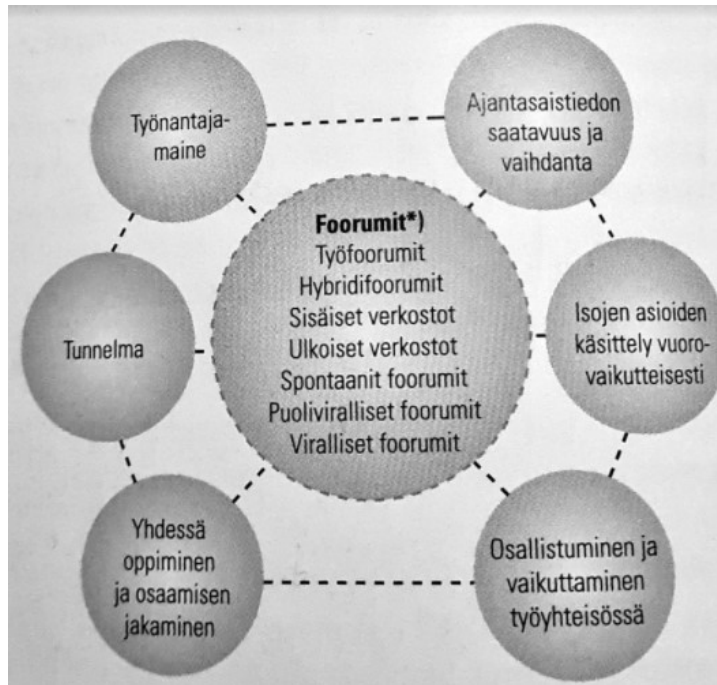 Työnantaja-
maine
Ajantasaistiedon
saatavuus ja
vaihdanta
Foorumit*)
Työfoorumit
Hybridifoorumit
Sisäiset verkostot
Ulkoiset verkostot
Spontaanit foorumit
Puoliviralliset foorumit
Viralliset foorumit
Tunnelma
Isojen asioiden
käsittely vuoro-
vaikutteisesti
Yhdessä
oppiminen
ja osaamisen
jakaminen
Osallistuminen ja
vaikuttaminen
työyhteisössä